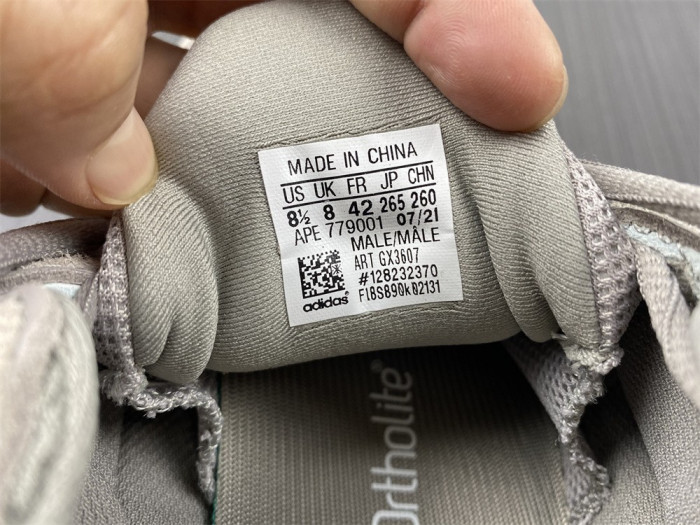 MADE IN CHINA
US UK FR JP CHN
8½ 8 42 265 260
APE 779001 07/21
MALE/MÂLE
ART GX3607
#128232370
F18S890k02131
adidas
Ortholite®